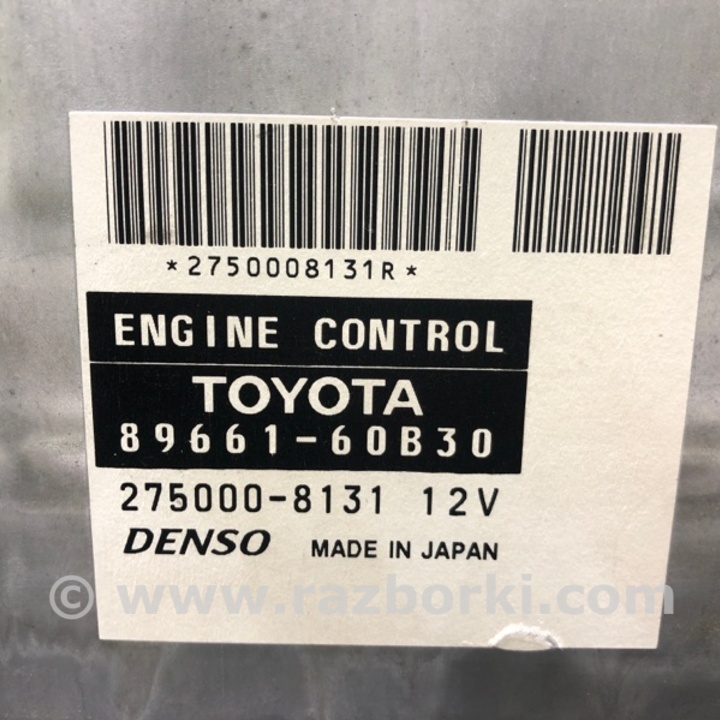 *2750008131R*
ENGINE CONTROL
TOYOTA
89661-60B30
275000-8131 12V
DENSO MADE IN JAPAN
© www.razborki.com